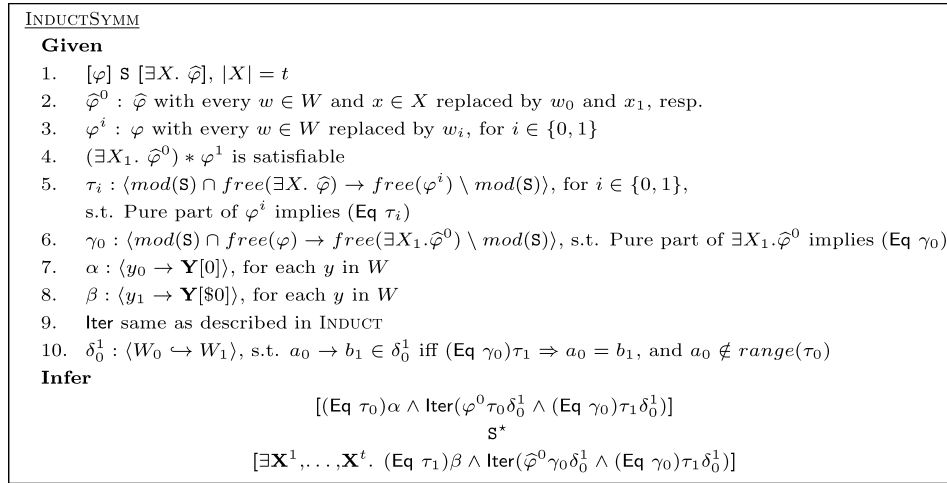 INDUCTSYMM
Given
1. [φ] S [∃X. φ̂], |X| = t
2. φ̂⁰ : φ̂ with every w ∈ W and x ∈ X replaced by w₀ and x₁, resp.
3. φⁱ : φ with every w ∈ W replaced by wᵢ, for i ∈ {0, 1}
4. (∃X₁. φ̂⁰) ∗ φ¹ is satisfiable
5. τᵢ : ⟨mod(S) ∩ free(∃X. φ̂) → free(φⁱ) \ mod(S)⟩, for i ∈ {0, 1},
s.t. Pure part of φⁱ implies (Eq τᵢ)
6. γ₀ : ⟨mod(S) ∩ free(φ) → free(∃X₁.φ̂⁰) \ mod(S)⟩, s.t. Pure part of ∃X₁.φ̂⁰ implies (Eq γ₀)
7. α : ⟨y₀ → Y[0]⟩, for each y in W
8. β : ⟨y₁ → Y[$0]⟩, for each y in W
9. Iter same as described in INDUCT
10. δ₀¹ : ⟨W₀ ↪ W₁⟩, s.t. a₀ → b₁ ∈ δ₀¹ iff (Eq γ₀)τ₁ ⇒ a₀ = b₁, and a₀ ∉ range(τ₀)
Infer
[(Eq τ₀)α ∧ Iter(φ⁰τ₀δ₀¹ ∧ (Eq γ₀)τ₁δ₀¹)]
S⋆
[∃X¹,...,Xᵗ. (Eq τ₁)β ∧ Iter(φ̂⁰γ₀δ₀¹ ∧ (Eq γ₀)τ₁δ₀¹)]